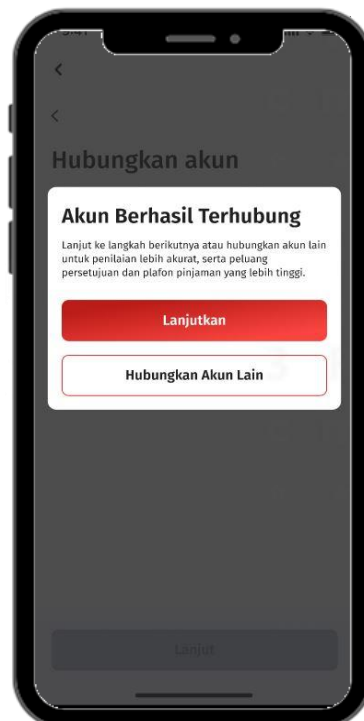 Hubungkan akun
Akun Berhasil Terhubung
Lanjut ke langkah berikutnya atau hubungkan akun lain
untuk penilaian lebih akurat, serta peluang
persetujuan dan plafon pinjaman yang lebih tinggi.
Lanjutkan
Hubungkan Akun Lain
Lanjut